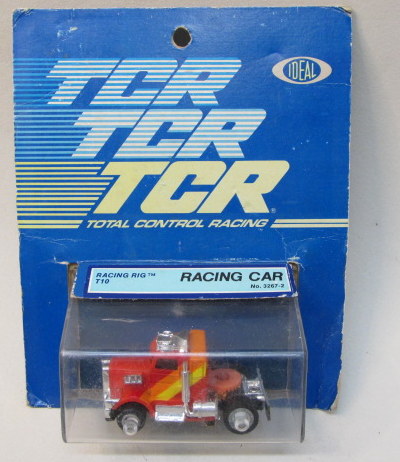 IDEAL
TCR
TCR
TCR®
TOTAL CONTROL RACING
RACING RIG™
T10
RACING CAR
No. 3267-2